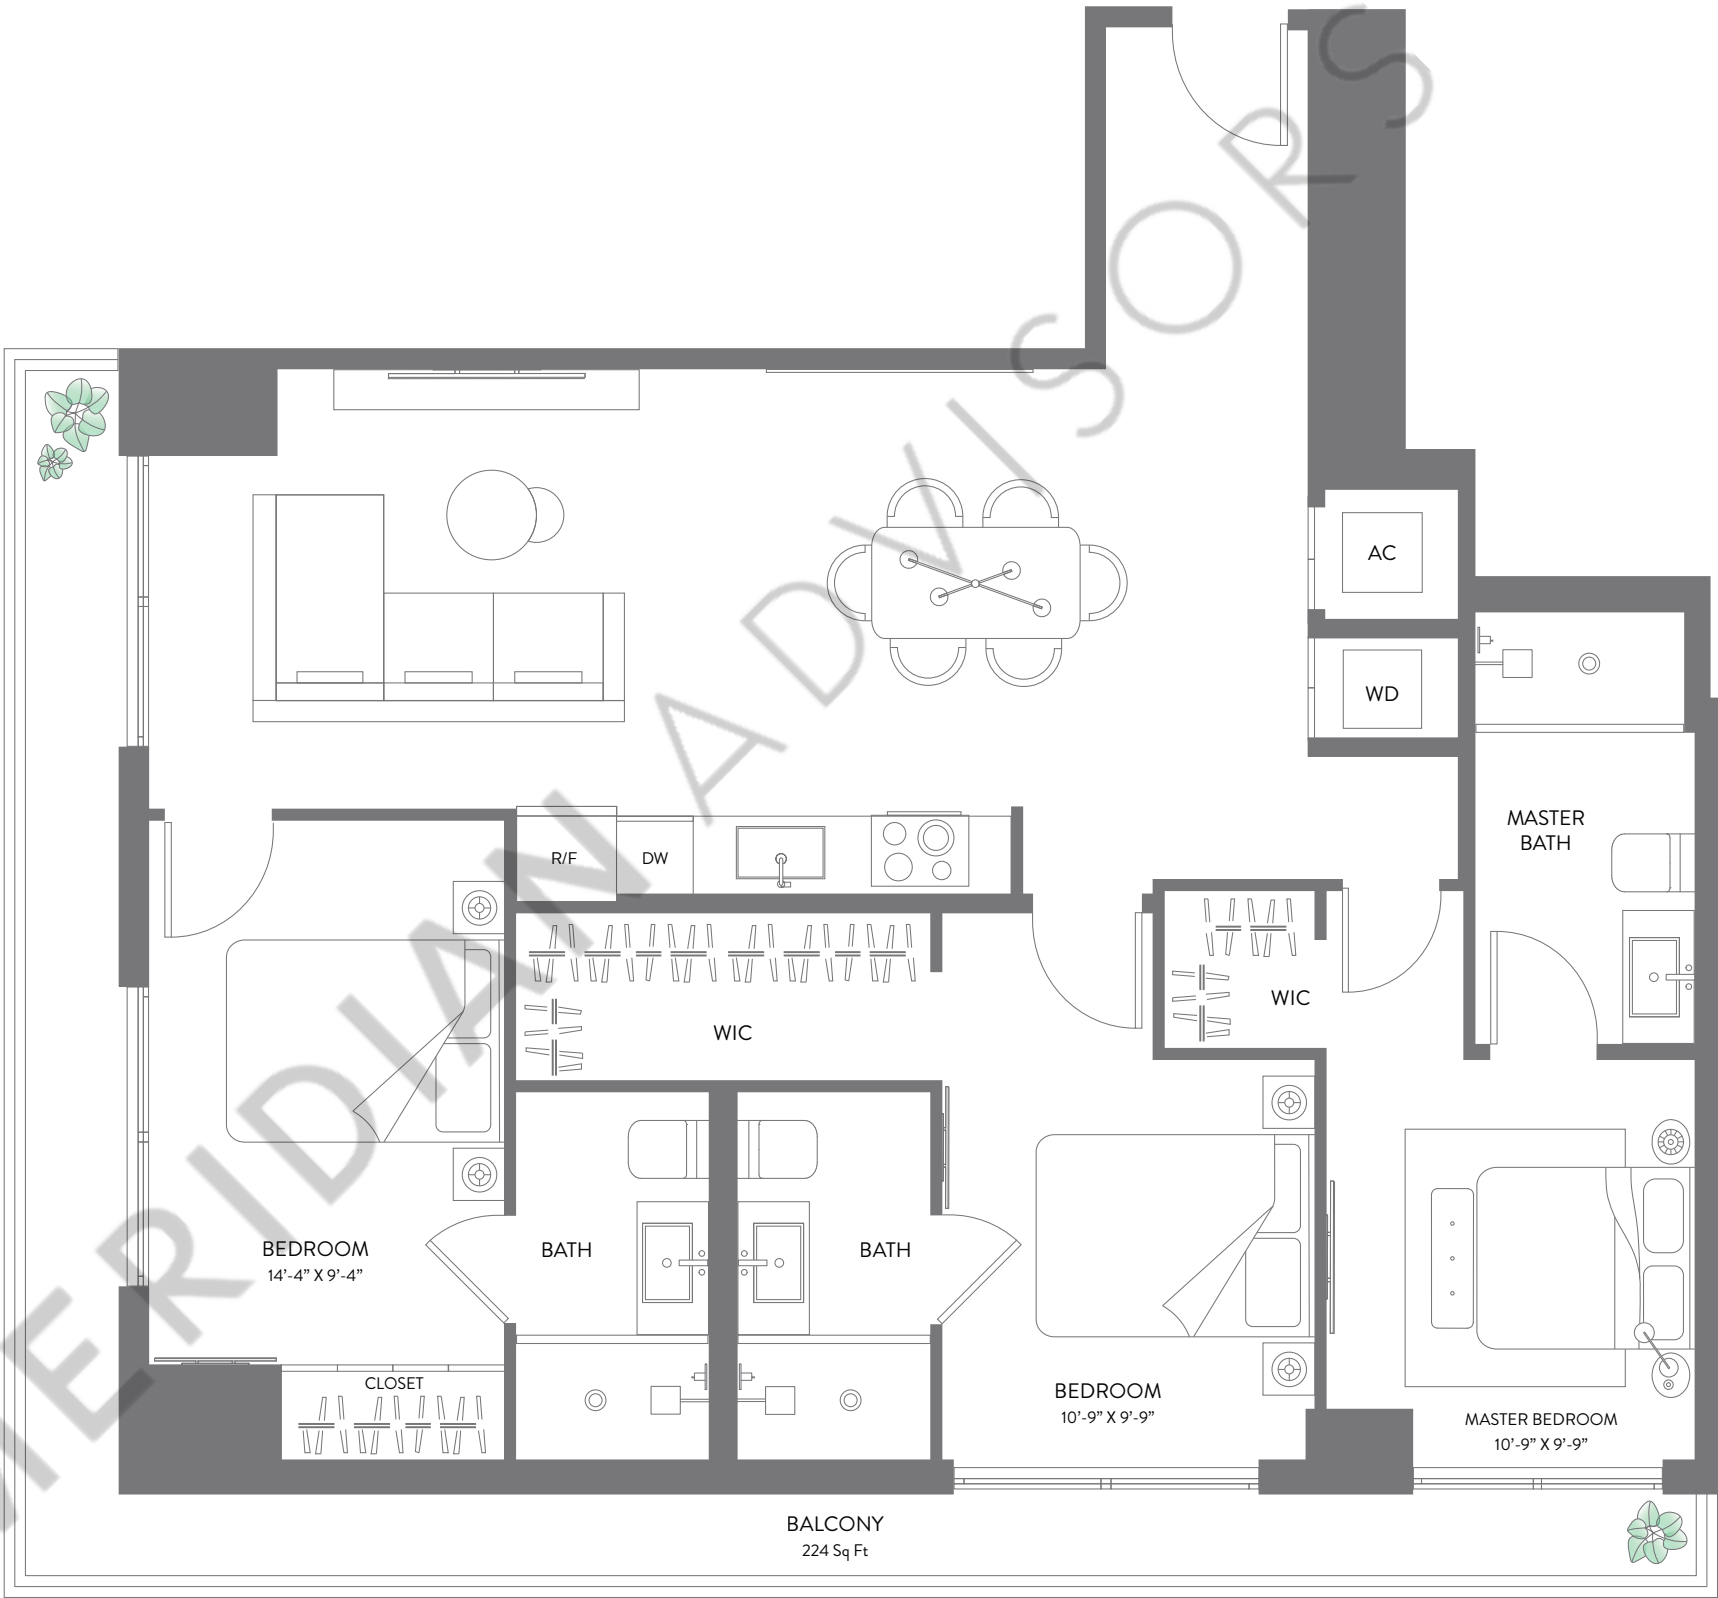 MERIDIAN ADVISORS
AC
WD
MASTER
BATH
R/F
DW
WIC
WIC
BEDROOM
14’-4” X 9’-4”
BATH
BATH
CLOSET
BEDROOM
10’-9” X 9’-9”
MASTER BEDROOM
10’-9” X 9’-9”
BALCONY
224 Sq Ft